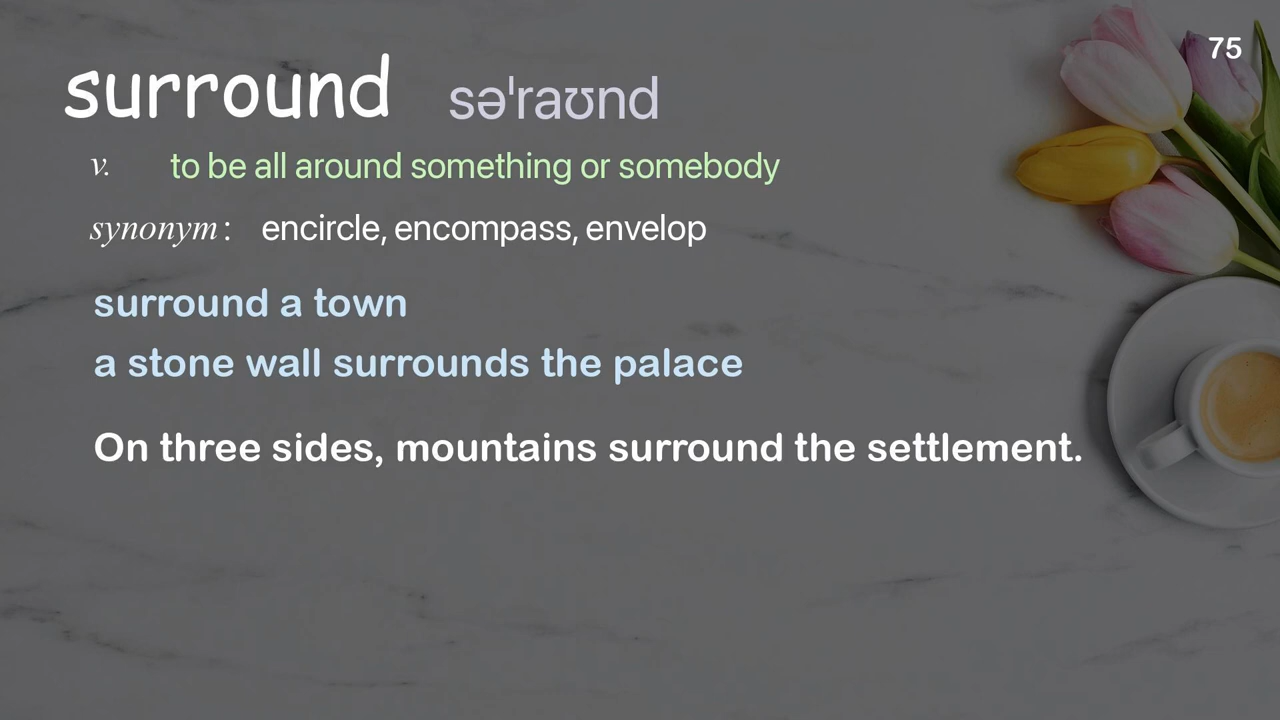 75
surround səˈraʊnd
v. to be all around something or somebody
synonym: encircle, encompass, envelop
surround a town
a stone wall surrounds the palace
On three sides, mountains surround the settlement.